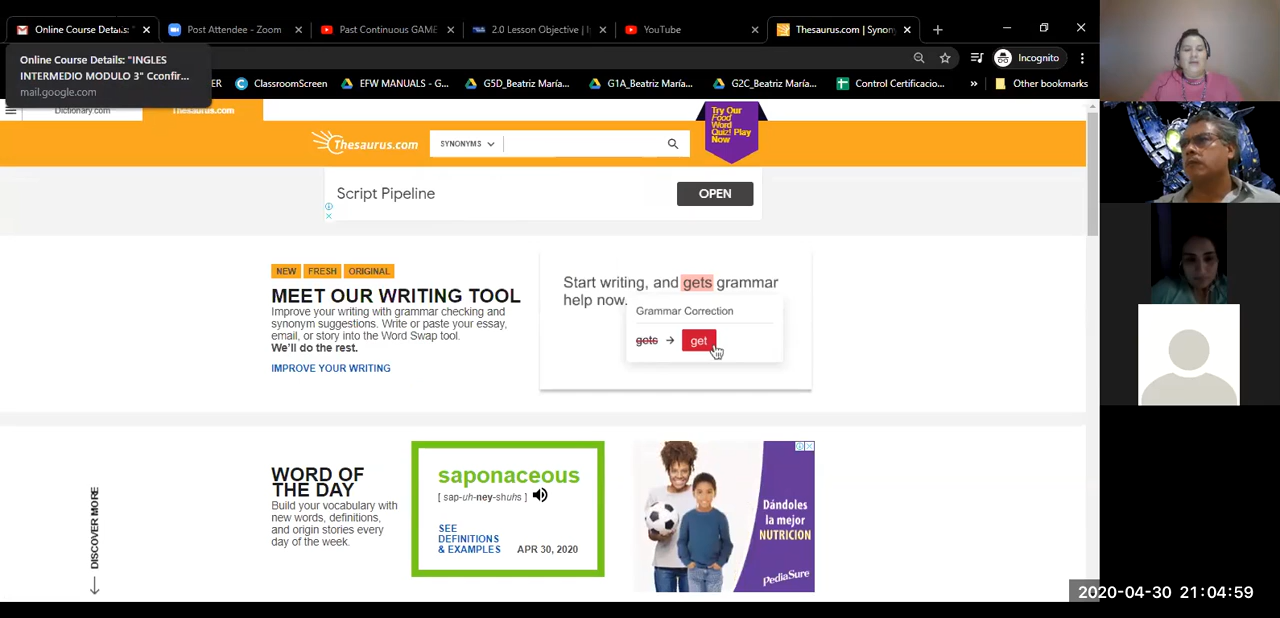 Online Course Details: "
Post Attendee - Zoom
Past Continuous GAME
2.0 Lesson Objective |
YouTube
Thesaurus.com | Synon
Online Course Details: "INGLES
INTERMEDIO MODULO 3" Cconfir...
mail.google.com
Incognito
ER
ClassroomScreen
EFW MANUALS - G...
G5D_Beatriz María...
G1A_Beatriz María...
G2C_Beatriz María...
Control Certificacio...
»
Other bookmarks
Dictionary.com
Thesaurus.com
Thesaurus.com
SYNONYMS
Try Our
Food
Word
Quiz! Play
Now
Script Pipeline
OPEN
NEW
FRESH
ORIGINAL
MEET OUR WRITING TOOL
Improve your writing with grammar checking and
synonym suggestions. Write or paste your essay,
email, or story into the Word Swap tool.
We'll do the rest.
IMPROVE YOUR WRITING
Start writing, and gets grammar
help now.
Grammar Correction
gets → get
WORD OF
THE DAY
Build your vocabulary with
new words, definitions,
and origin stories every
day of the week.
saponaceous
[ sap-uh-ney-shuhs ]
SEE
DEFINITIONS
& EXAMPLES
APR 30, 2020
Dándoles
la mejor
NUTRICION
PediaSure
DISCOVER MORE
2020-04-30 21:04:59